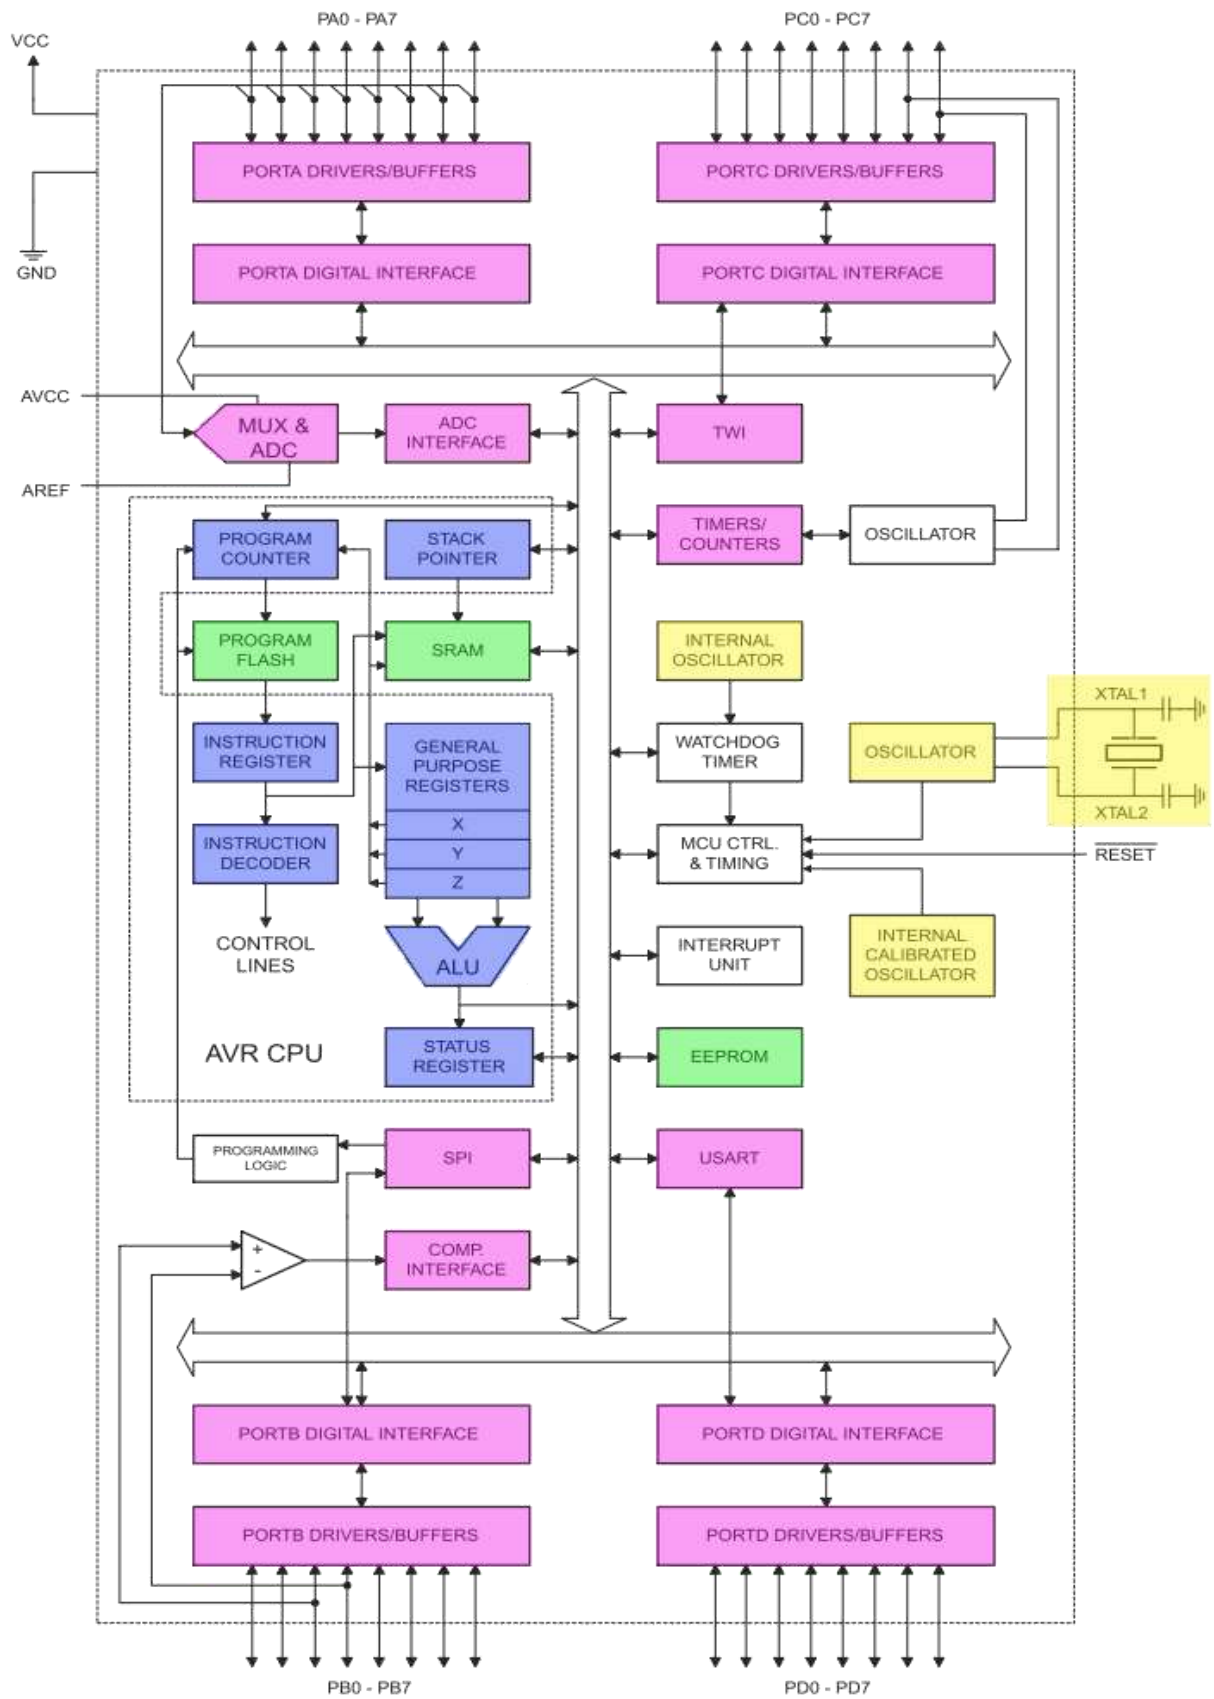 PA0 - PA7
PC0 - PC7
VCC
PORTA DRIVERS/BUFFERS
PORTC DRIVERS/BUFFERS
GND
PORTA DIGITAL INTERFACE
PORTC DIGITAL INTERFACE
AVCC
MUX &
ADC
ADC
INTERFACE
TWI
AREF
PROGRAM
COUNTER
STACK
POINTER
TIMERS/
COUNTERS
OSCILLATOR
PROGRAM
FLASH
SRAM
INTERNAL
OSCILLATOR
XTAL1
INSTRUCTION
REGISTER
GENERAL
PURPOSE
REGISTERS
WATCHDOG
TIMER
OSCILLATOR
XTAL2
X
INSTRUCTION
DECODER
Y
Z
MCU CTRL.
& TIMING
RESET
CONTROL
LINES
ALU
INTERRUPT
UNIT
INTERNAL
CALIBRATED
OSCILLATOR
AVR CPU
STATUS
REGISTER
EEPROM
PROGRAMMING
LOGIC
SPI
USART
+
-
COMP.
INTERFACE
PORTB DIGITAL INTERFACE
PORTD DIGITAL INTERFACE
PORTB DRIVERS/BUFFERS
PORTD DRIVERS/BUFFERS
PB0 - PB7
PD0 - PD7